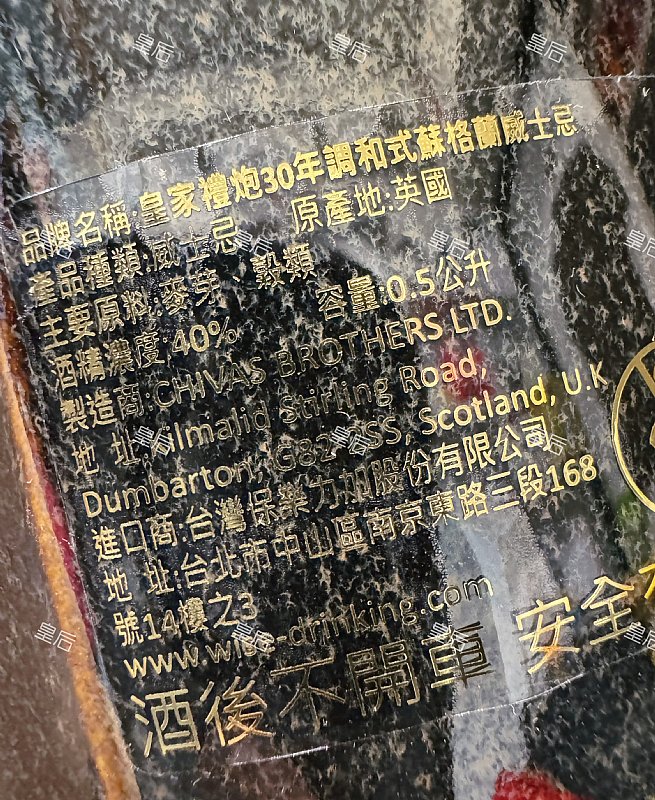 品牌名稱:皇家禮炮30年調和式蘇格蘭威士忌
產品種類:威士忌 原產地:英國
主要原料:麥芽 穀類
酒精濃度:40% 容量:0.5公升
製造商:CHIVAS BROTHERS LTD.
地 址:Kilmalid Stirling Road,
Dumbarton, G82 2SS, Scotland, U.K
進口商:台灣保樂力加股份有限公司
地 址:台北市中山區南京東路三段168
號14樓之3
www.wise-drinking.com
酒後不開車 安全
皇后